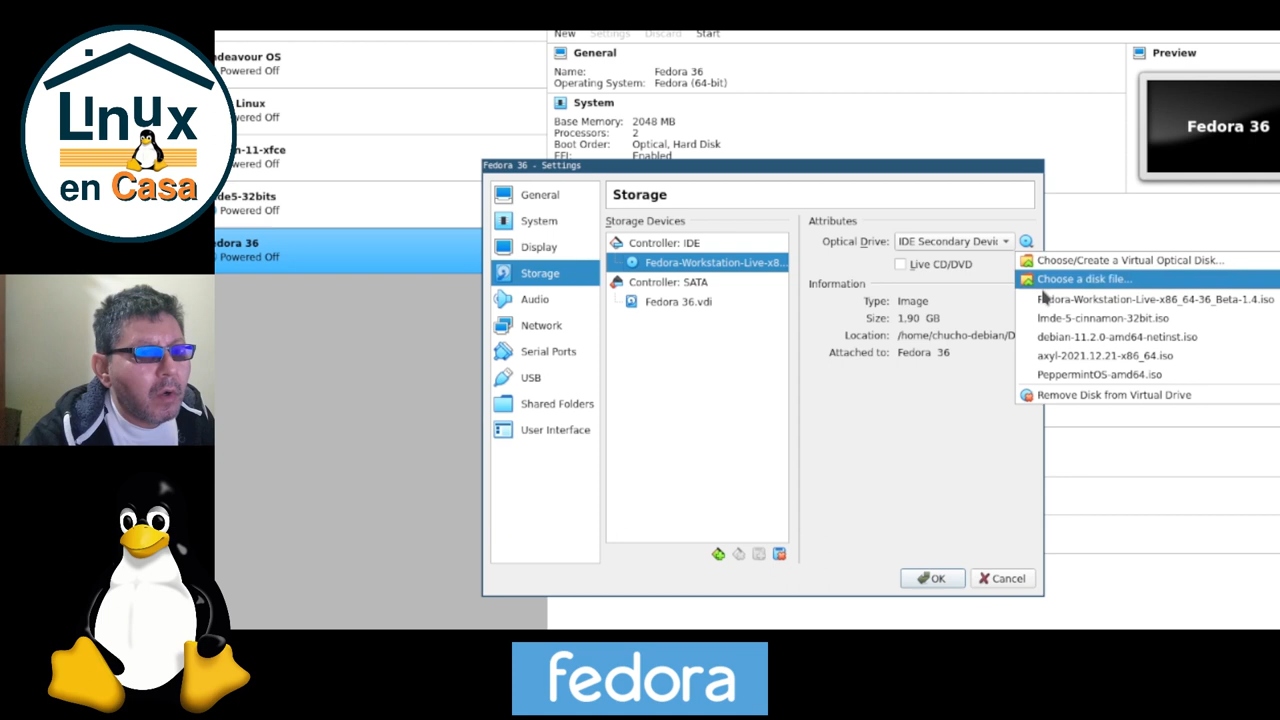 Linux
en Casa
ndeavour OS
Powered Off
Linux
Powered Off
n-11-xfce
Powered Off
de5-32bits
Powered Off
dora 36
Powered Off
New Settings Discard Start
General
Name: Fedora 36
Operating System: Fedora (64-bit)
System
Base Memory: 2048 MB
Processors: 2
Boot Order: Optical, Hard Disk
EFI: Enabled
Preview
Fedora 36
Fedora 36 - Settings
General
System
Display
Storage
Audio
Network
Serial Ports
USB
Shared Folders
User Interface
Storage
Storage Devices
Controller: IDE
Fedora-Workstation-Live-x8...
Controller: SATA
Fedora 36.vdi
Attributes
Optical Drive: IDE Secondary Devi
Live CD/DVD
Information
Type: Image
Size: 1,90 GB
Location: /home/chucho-debian/D
Attached to: Fedora 36
Choose/Create a Virtual Optical Disk...
Choose a disk file...
Fedora-Workstation-Live-x86_64-36_Beta-1.4.iso
lmde-5-cinnamon-32bit.iso
debian-11.2.0-amd64-netinst.iso
axyl-2021.12.21-x86_64.iso
PeppermintOS-amd64.iso
Remove Disk from Virtual Drive
OK Cancel
fedora